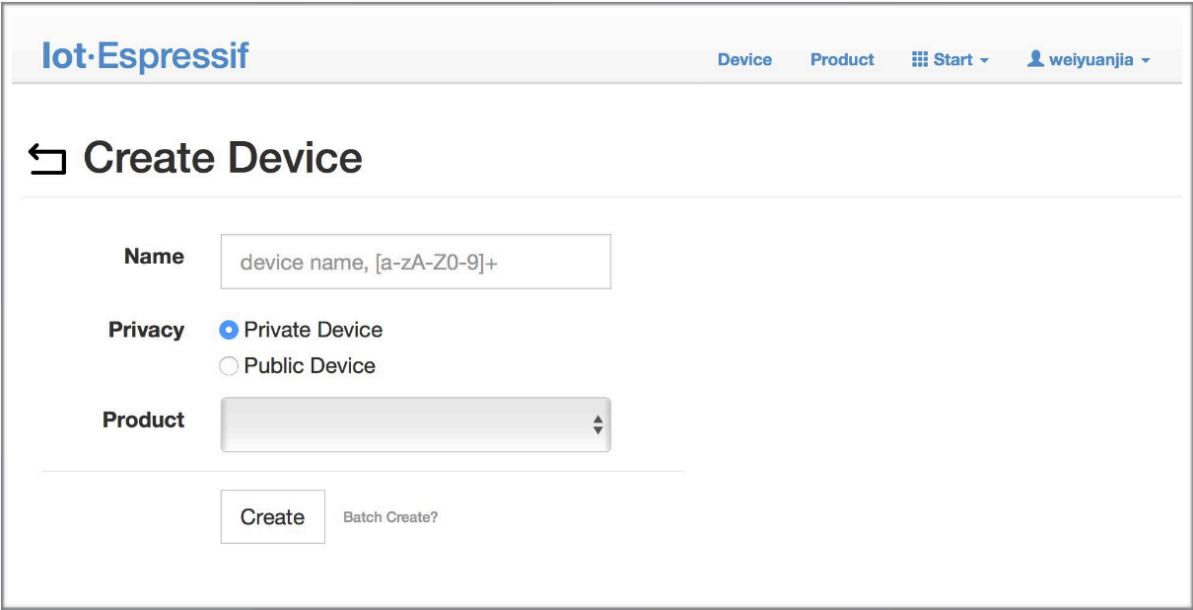 Iot·Espressif
Device Product Start weiyuanjia
Create Device
Name device name, [a-zA-Z0-9]+
Privacy Private Device
Public Device
Product
Create Batch Create?